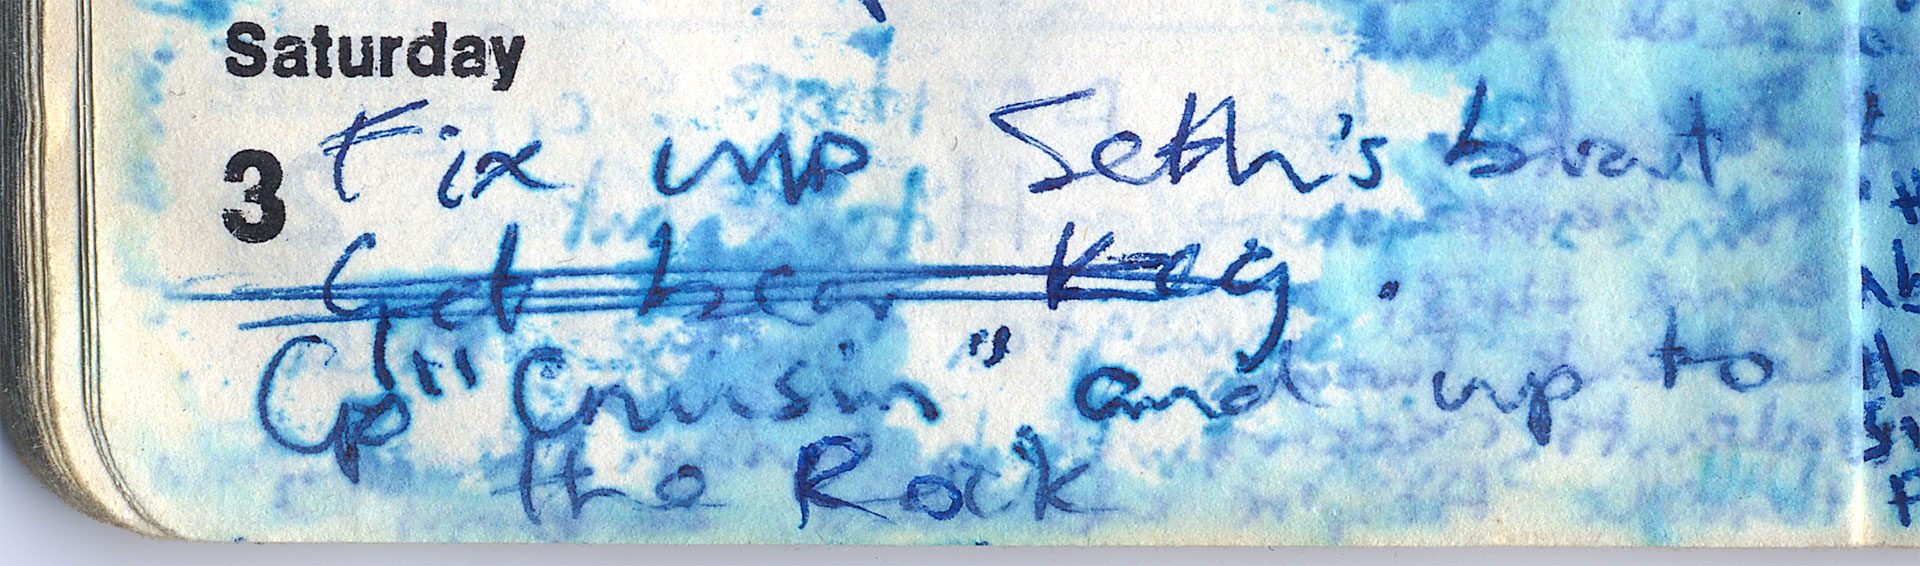 Saturday
3 Fix up Seth's boat
Get beer Keg.
Go "Cruisin" and up to
the Rock